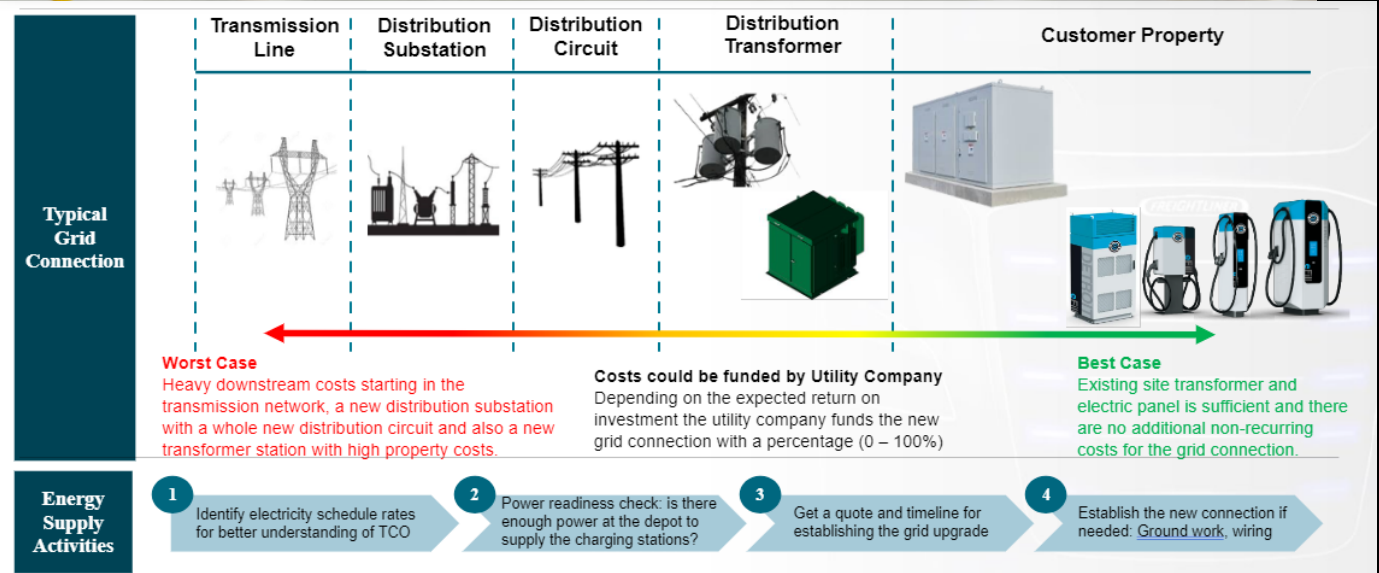 Transmission
Line
Distribution
Substation
Distribution
Circuit
Distribution
Transformer
Customer Property
Typical
Grid
Connection
FREIGHTLINER
Worst Case
Heavy downstream costs starting in the
transmission network, a new distribution substation
with a whole new distribution circuit and also a new
transformer station with high property costs.
Costs could be funded by Utility Company
Depending on the expected return on
investment the utility company funds the new
grid connection with a percentage (0 – 100%)
Best Case
Existing site transformer and
electric panel is sufficient and there
are no additional non-recurring
costs for the grid connection.
Energy
Supply
Activities
1
Identify electricity schedule rates
for better understanding of TCO
2
Power readiness check: is there
enough power at the depot to
supply the charging stations?
3
Get a quote and timeline for
establishing the grid upgrade
4
Establish the new connection if
needed: Ground work, wiring